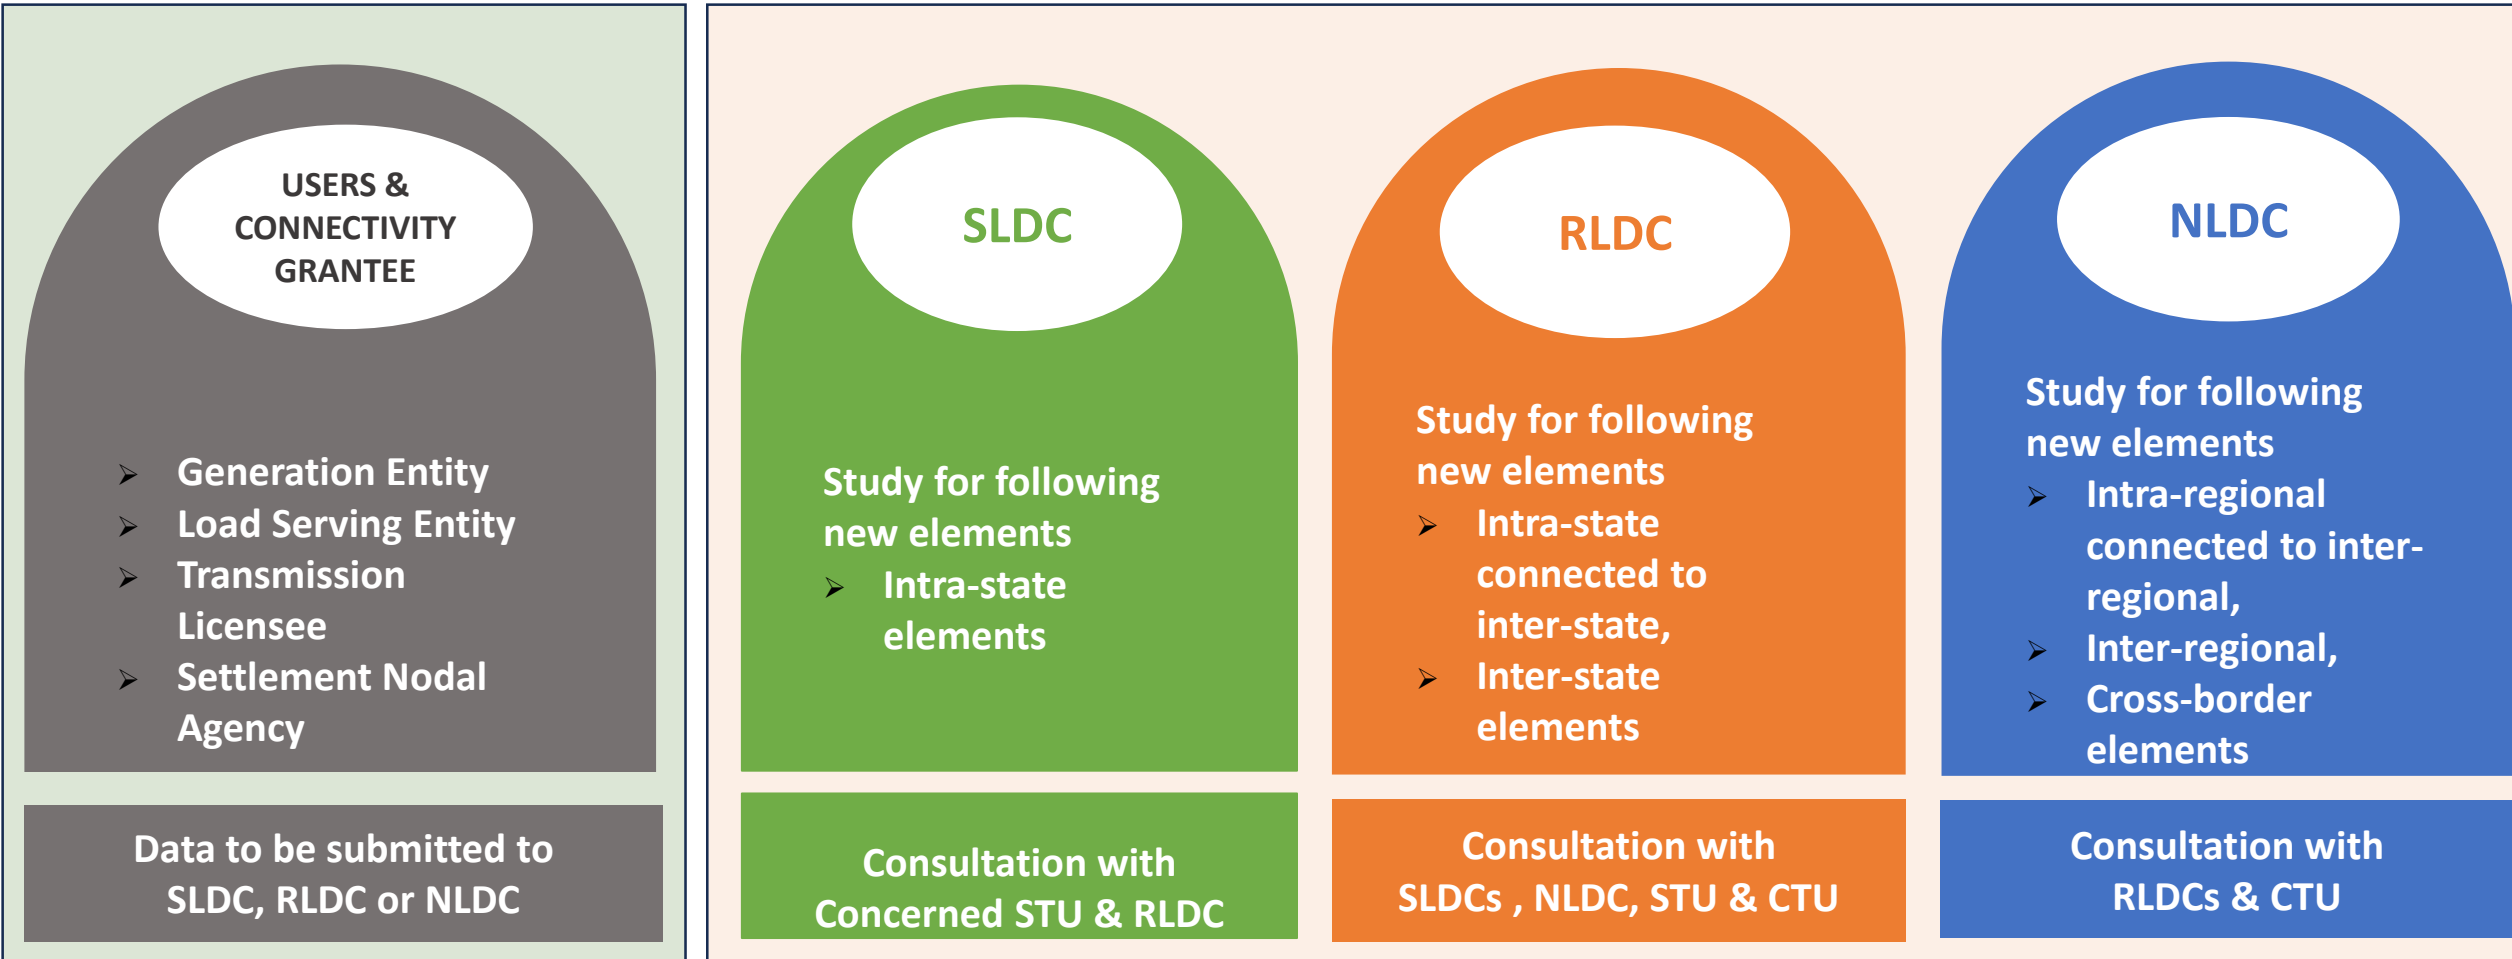 USERS &
CONNECTIVITY
GRANTEE
➢ Generation Entity
➢ Load Serving Entity
➢ Transmission
Licensee
➢ Settlement Nodal
Agency
Data to be submitted to
SLDC, RLDC or NLDC
SLDC
Study for following
new elements
➢ Intra-state
elements
Consultation with
Concerned STU & RLDC
RLDC
Study for following
new elements
➢ Intra-state
connected to
inter-state,
➢ Inter-state
elements
Consultation with
SLDCs , NLDC, STU & CTU
NLDC
Study for following
new elements
➢ Intra-regional
connected to inter-
regional,
➢ Inter-regional,
➢ Cross-border
elements
Consultation with
RLDCs & CTU